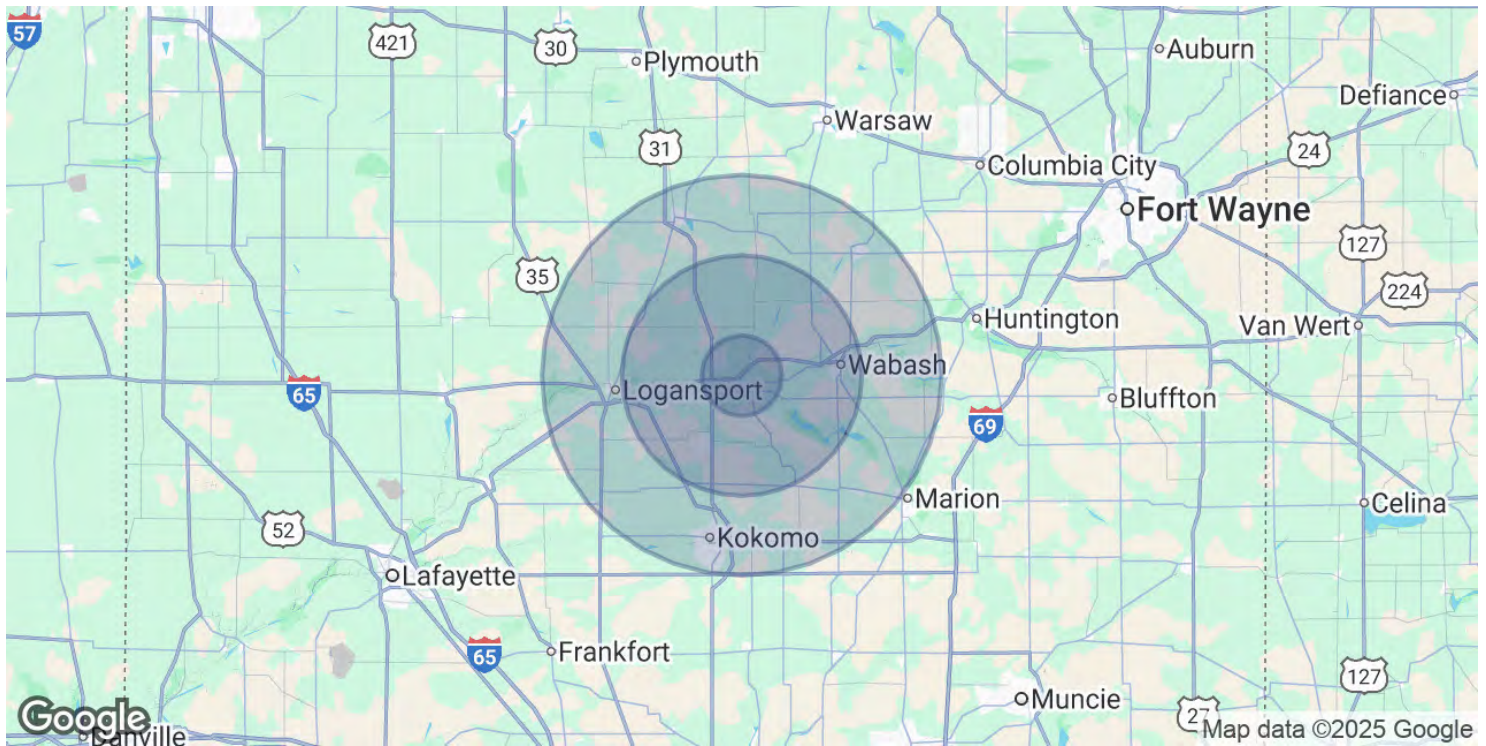 57
421
30
Plymouth
Auburn
Defiance
Warsaw
31
24
Columbia City
Fort Wayne
127
35
224
Huntington
Van Wert
65
Logansport
Wabash
Bluffton
69
Marion
Celina
52
Kokomo
Lafayette
65
Frankfort
127
Muncie
27
Google
Map data ©2025 Google
Danville